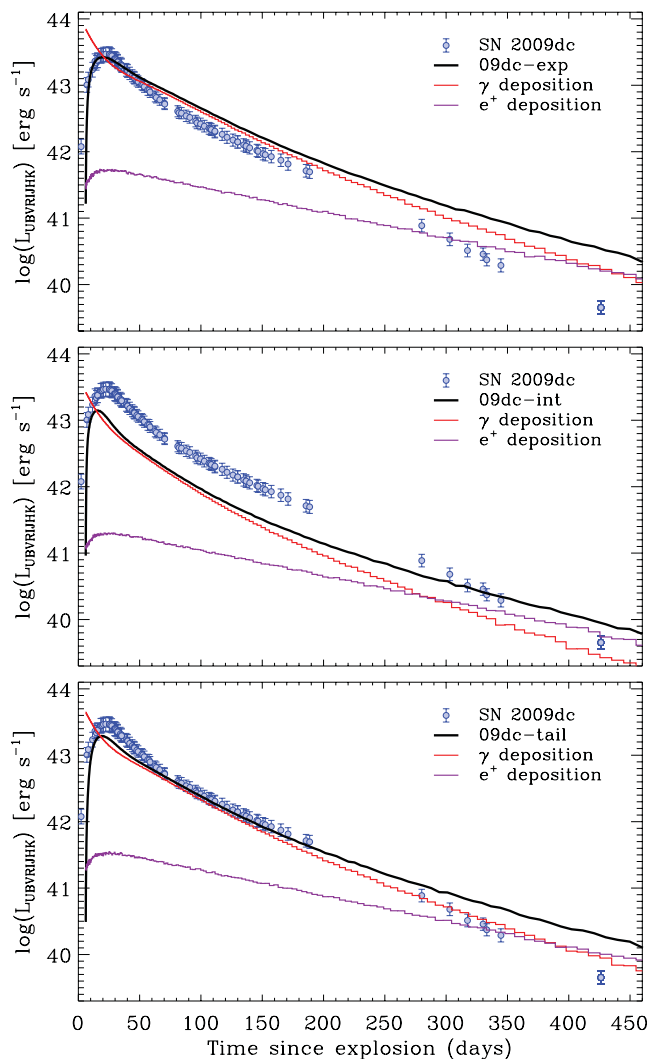 44
43
42
41
40
log(L_UBVRIJHK) [erg s⁻¹]
SN 2009dc
09dc-exp
γ deposition
e⁺ deposition
44
43
42
41
40
log(L_UBVRIJHK) [erg s⁻¹]
SN 2009dc
09dc-int
γ deposition
e⁺ deposition
44
43
42
41
40
log(L_UBVRIJHK) [erg s⁻¹]
SN 2009dc
09dc-tail
γ deposition
e⁺ deposition
0 50 100 150 200 250 300 350 400 450
Time since explosion (days)